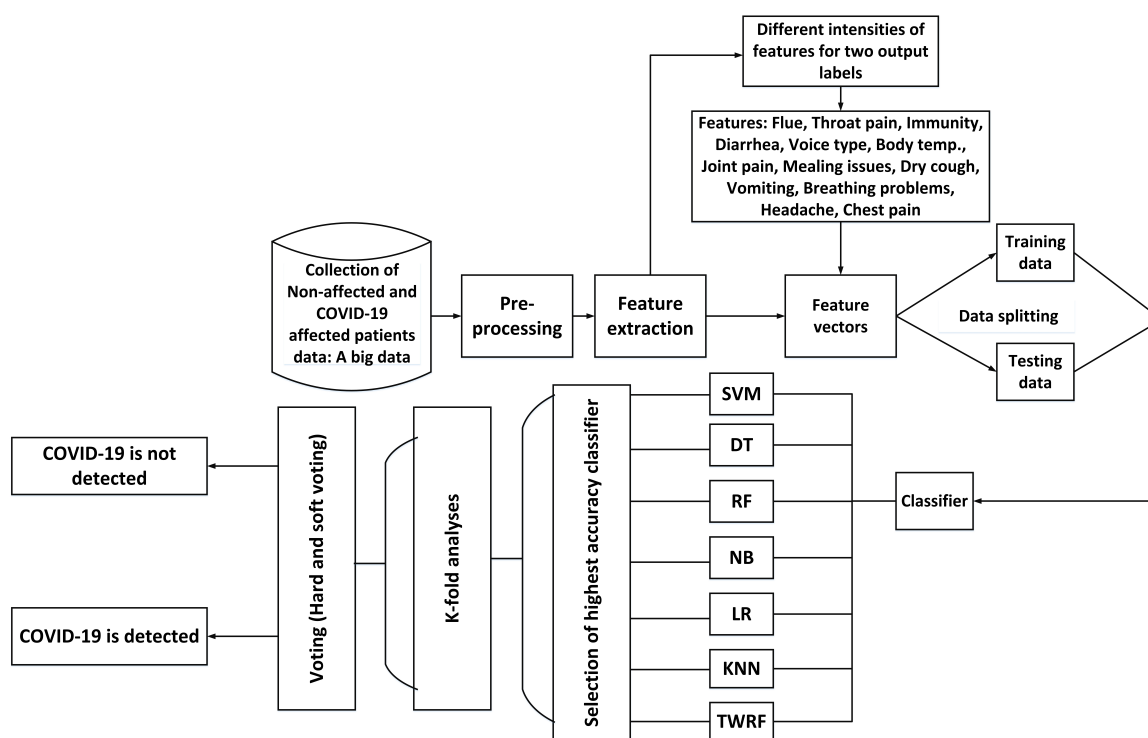 Different intensities of
features for two output
labels
Features: Flue, Throat pain, Immunity,
Diarrhea, Voice type, Body temp.,
Joint pain, Mealing issues, Dry cough,
Vomiting, Breathing problems,
Headache, Chest pain
Collection of
Non-affected and
COVID-19
affected patients
data: A big data
Pre-
processing
Feature
extraction
Feature
vectors
Training
data
Data splitting
Testing
data
Classifier
SVM
DT
RF
NB
LR
KNN
TWRF
Selection of highest accuracy classifier
K-fold analyses
Voting (Hard and soft voting)
COVID-19 is not
detected
COVID-19 is detected